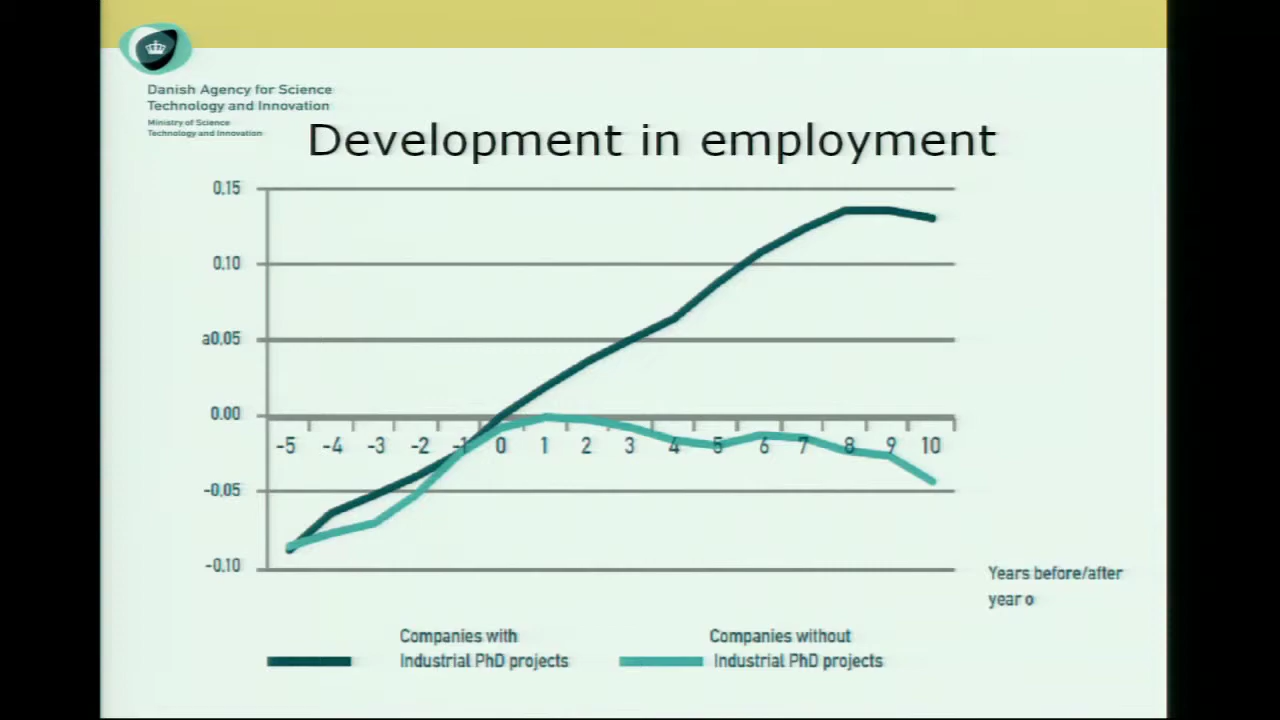 Danish Agency for Science
Technology and Innovation
Ministry of Science
Technology and Innovation
Development in employment
0.15
0.10
a0.05
0.00
-5 -4 -3 -2 -1 0 1 2 3 4 5 6 7 8 9 10
-0.05
-0.10
Years before/after
year o
Companies with
Industrial PhD projects
Companies without
Industrial PhD projects